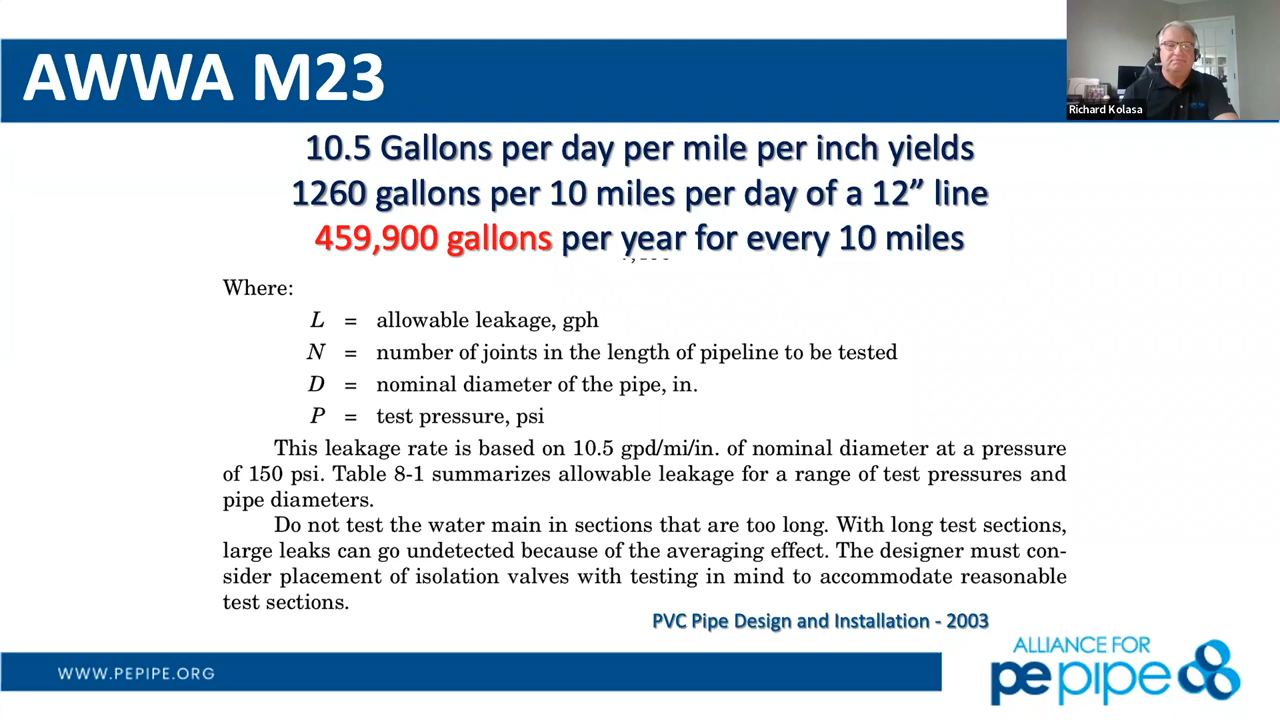 AWWA M23
Richard Kolasa
10.5 Gallons per day per mile per inch yields
1260 gallons per 10 miles per day of a 12” line
459,900 gallons per year for every 10 miles
Where:
L = allowable leakage, gph
N = number of joints in the length of pipeline to be tested
D = nominal diameter of the pipe, in.
P = test pressure, psi
This leakage rate is based on 10.5 gpd/mi/in. of nominal diameter at a pressure
of 150 psi. Table 8-1 summarizes allowable leakage for a range of test pressures and
pipe diameters.
Do not test the water main in sections that are too long. With long test sections,
large leaks can go undetected because of the averaging effect. The designer must con-
sider placement of isolation valves with testing in mind to accommodate reasonable
test sections.
PVC Pipe Design and Installation - 2003
WWW.PEPIPE.ORG
ALLIANCE FOR
pepipe